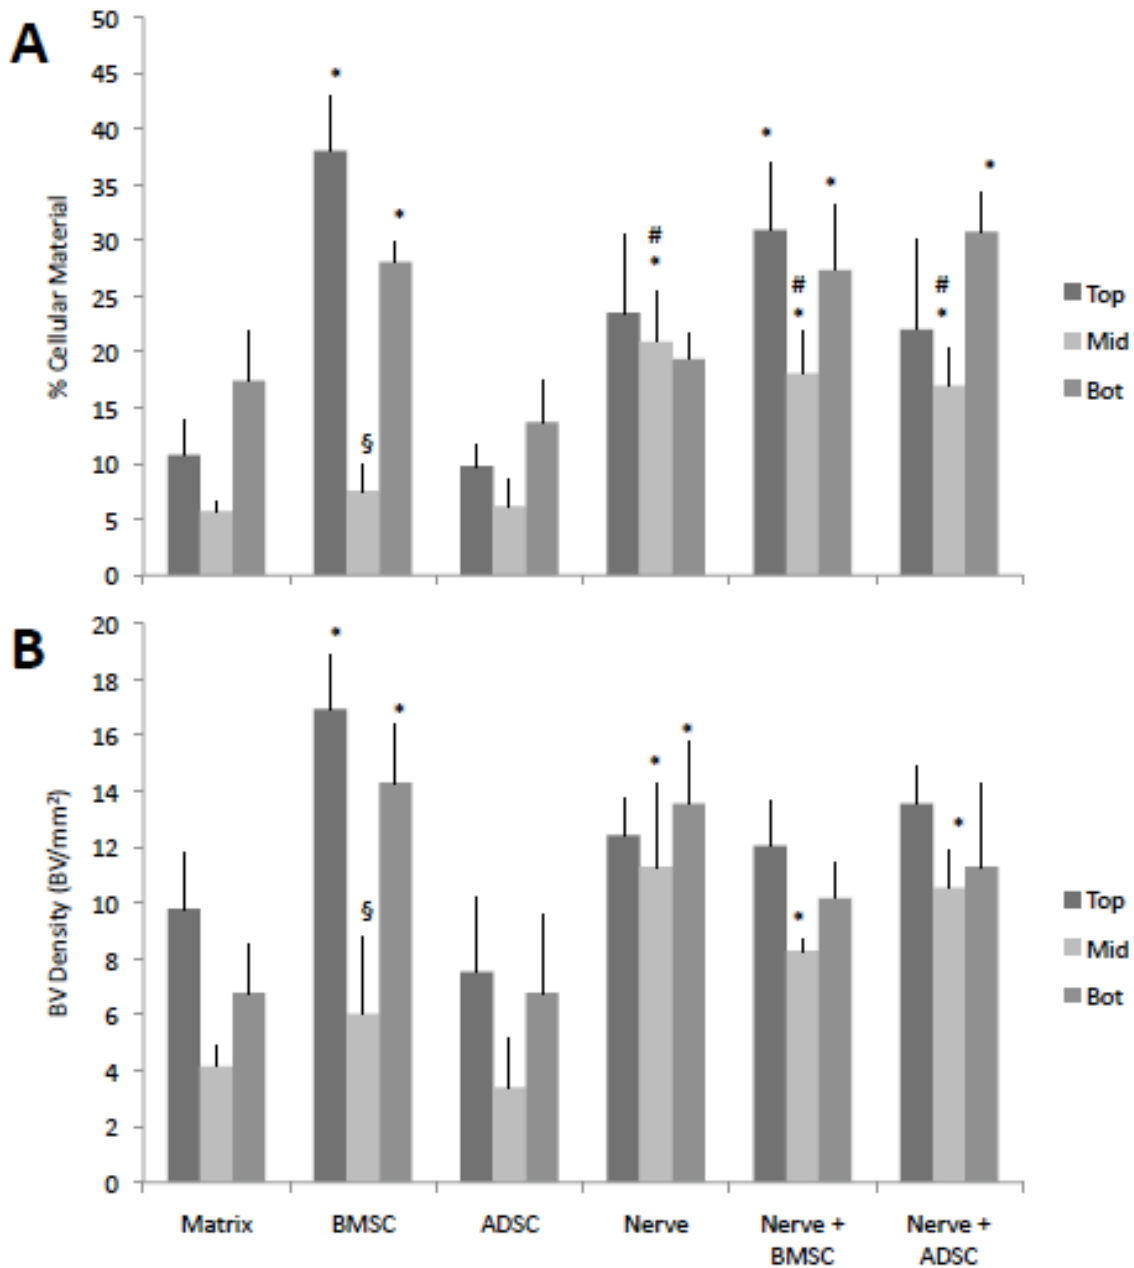 A
50
45
40
35
30
25
20
15
10
5
0
% Cellular Material
*
§
*
#
*
*
#
*
*
#
*
*
Top
Mid
Bot
B
20
18
16
14
12
10
8
6
4
2
0
BV Density (BV/mm²)
*
§
*
*
*
*
*
Top
Mid
Bot
Matrix
BMSC
ADSC
Nerve
Nerve +
BMSC
Nerve +
ADSC